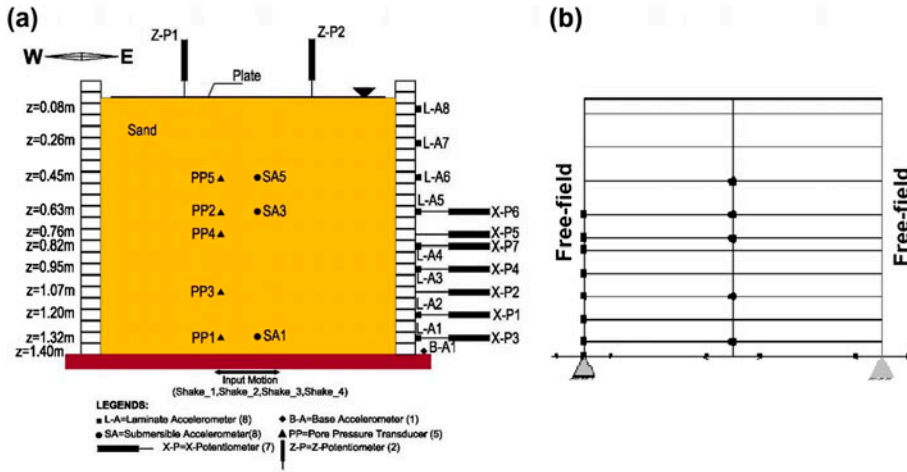 (a)
(b)
Z-P1
Z-P2
W
E
Plate
z=0.08m
L-A8
Sand
z=0.26m
L-A7
z=0.45m
PP5
SA5
L-A6
L-A5
z=0.63m
PP2
SA3
X-P6
z=0.76m
PP4
X-P5
z=0.82m
X-P7
L-A4
z=0.95m
X-P4
L-A3
z=1.07m
PP3
X-P2
L-A2
z=1.20m
X-P1
L-A1
z=1.32m
PP1
SA1
X-P3
z=1.40m
B-A1
Input Motion
(Shake_1,Shake_2,Shake_3,Shake_4)
LEGENDS:
L-A=Laminate Accelerometer (8)
B-A=Base Accelerometer (1)
SA=Submersible Accelerometer(8)
PP=Pore Pressure Transducer (5)
X-P=X-Potentiometer (7)
Z-P=Z-Potentiometer (2)
Free-field
Free-field